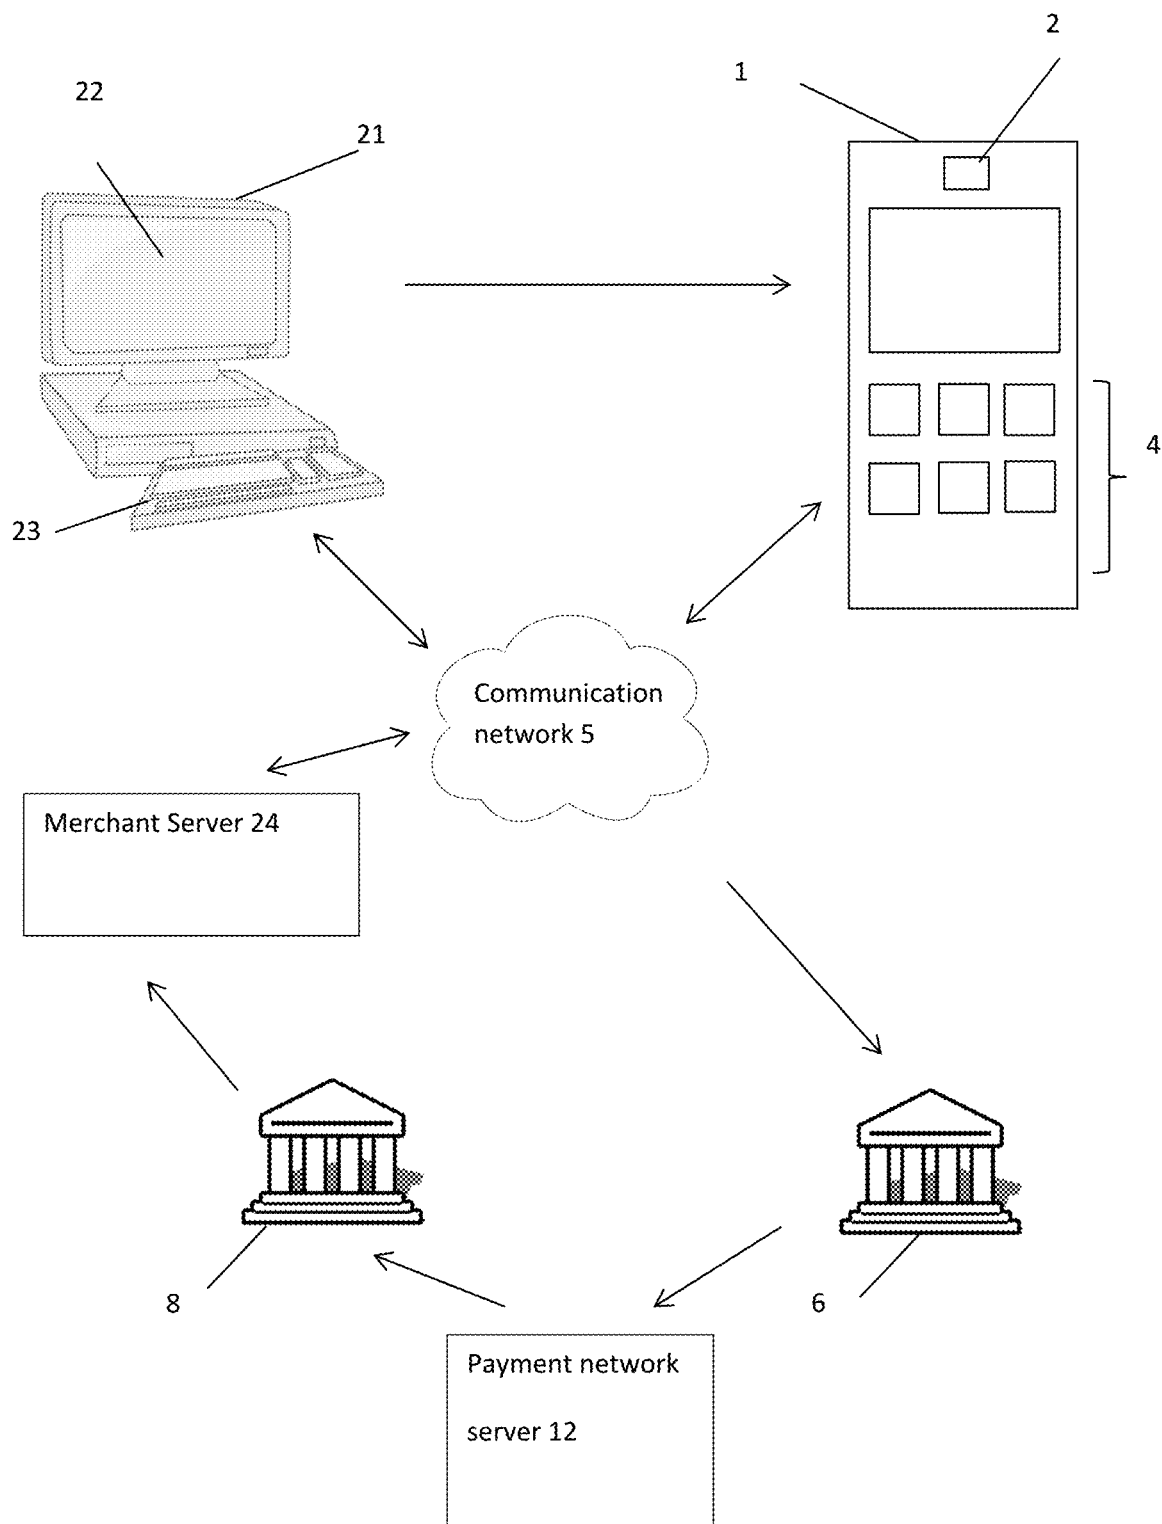 2
1
22
21
4
23
Communication
network 5
Merchant Server 24
8
6
Payment network
server 12